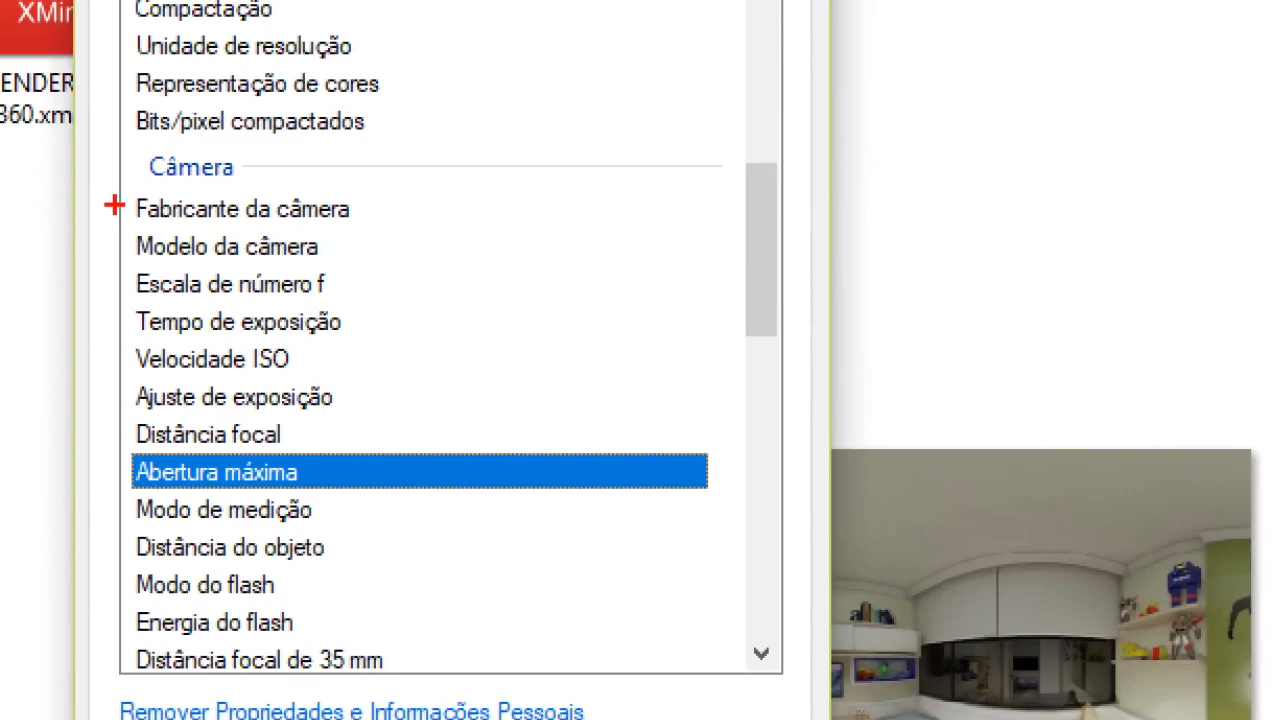 XMin
ENDER
360.xm
Compactação
Unidade de resolução
Representação de cores
Bits/pixel compactados
Câmera
Fabricante da câmera
Modelo da câmera
Escala de número f
Tempo de exposição
Velocidade ISO
Ajuste de exposição
Distância focal
Abertura máxima
Modo de medição
Distância do objeto
Modo do flash
Energia do flash
Distância focal de 35 mm
Remover Propriedades e Informações Pessoais